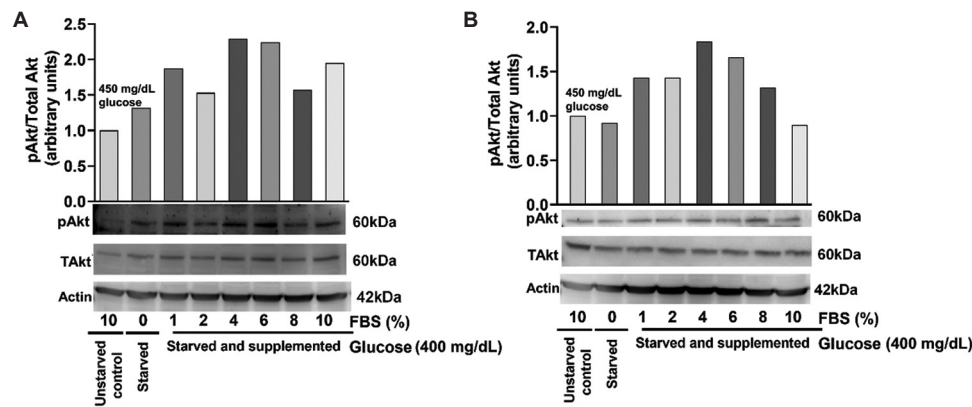 A
pAkt/Total Akt
(arbitrary units)
2.5
2.0
1.5
1.0
0.5
0.0
450 mg/dL
glucose
pAkt 60kDa
TAkt 60kDa
Actin 42kDa
10 0 1 2 4 6 8 10 FBS (%)
Unstarved
control
Starved
Starved and supplemented Glucose (400 mg/dL)
B
pAkt/Total Akt
(arbitrary units)
2.0
1.5
1.0
0.5
0.0
450 mg/dL
glucose
pAkt 60kDa
TAkt 60kDa
Actin 42kDa
10 0 1 2 4 6 8 10 FBS (%)
Unstarved
control
Starved
Starved and supplemented Glucose (400 mg/dL)